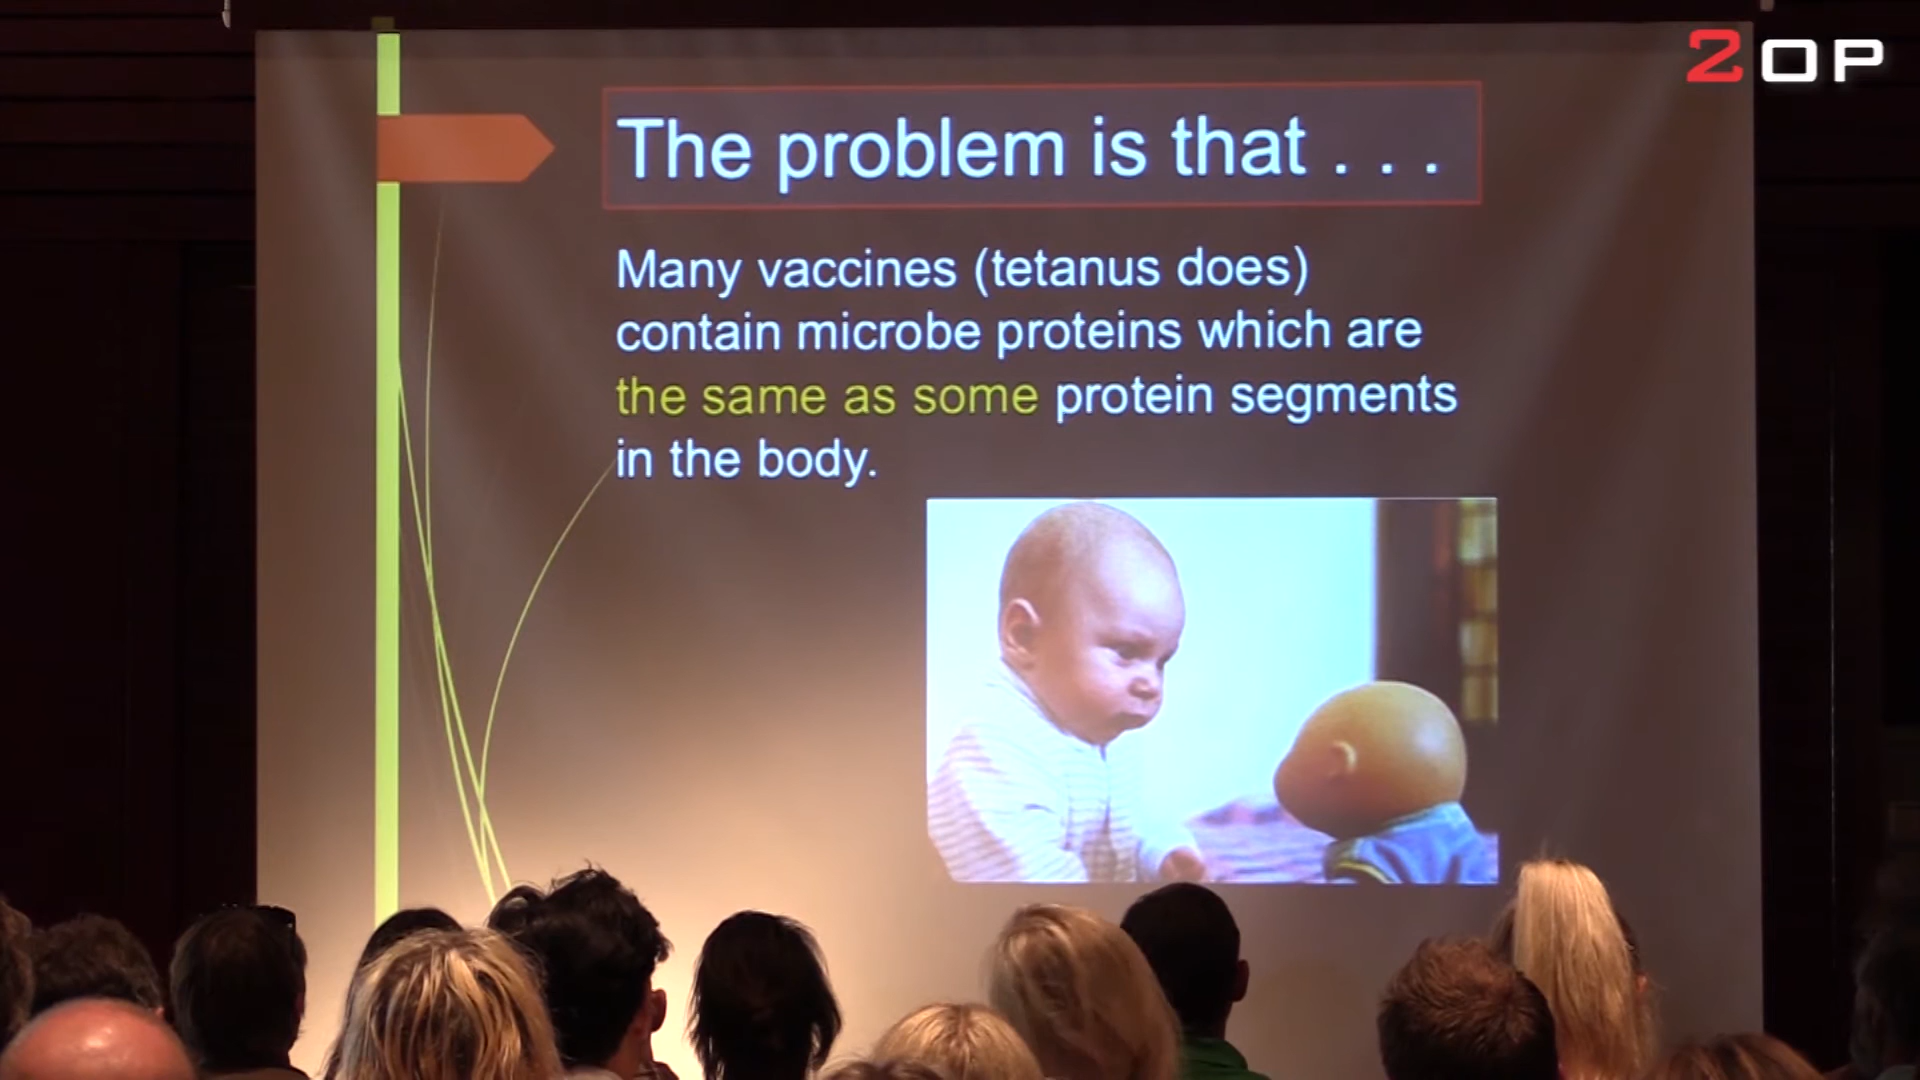 2OP
The problem is that . . .
Many vaccines (tetanus does)
contain microbe proteins which are
the same as some protein segments
in the body.